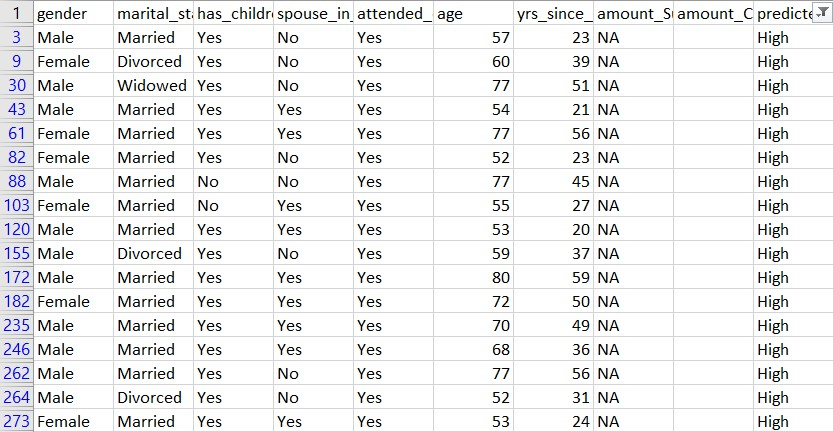 1 gender marital_sta has_childre spouse_in_ attended_ age yrs_since_ amount_S amount_C predicte
3 Male Married Yes No Yes 57 23 NA High
9 Female Divorced Yes No Yes 60 39 NA High
30 Male Widowed Yes No Yes 77 51 NA High
43 Male Married Yes Yes Yes 54 21 NA High
61 Female Married Yes Yes Yes 77 56 NA High
82 Female Married Yes No Yes 52 23 NA High
88 Male Married No No Yes 77 45 NA High
103 Female Married No Yes Yes 55 27 NA High
120 Male Married Yes Yes Yes 53 20 NA High
155 Male Divorced Yes No Yes 59 37 NA High
172 Male Married Yes Yes Yes 80 59 NA High
182 Female Married Yes Yes Yes 72 50 NA High
235 Male Married Yes Yes Yes 70 49 NA High
246 Male Married Yes Yes Yes 68 36 NA High
262 Male Married Yes No Yes 77 56 NA High
264 Male Divorced Yes No Yes 52 31 NA High
273 Female Married Yes Yes Yes 53 24 NA High